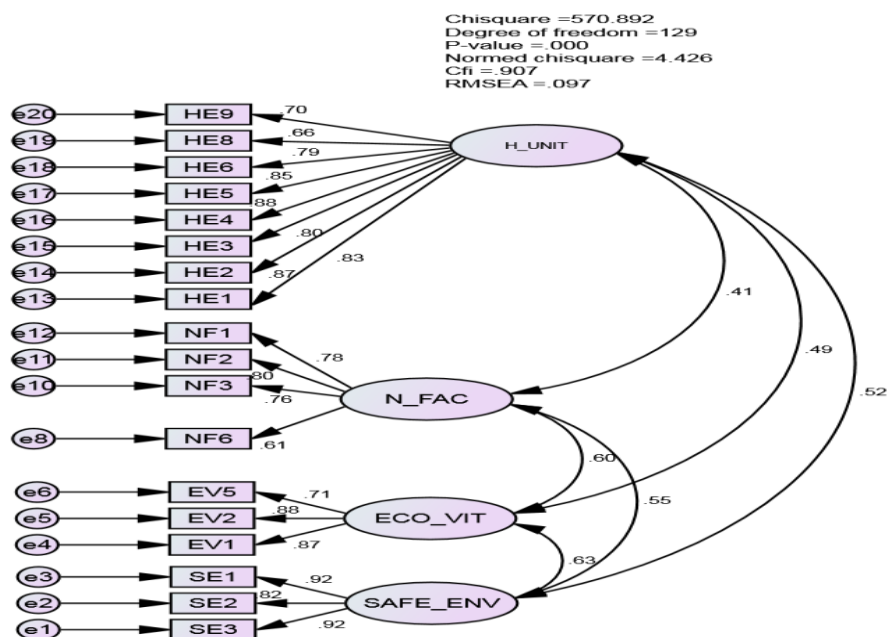 Chisquare =570.892
Degree of freedom =129
P-value =.000
Normed chisquare =4.426
Cfi =.907
RMSEA =.097
e20 HE9 .70
e19 HE8 .66
H_UNIT
e18 HE6 .79
e17 HE5 .85
e16 HE4 .88
e15 HE3 .80
e14 HE2 .87
e13 HE1 .83
.41
e12 NF1 .78
.49
e11 NF2 .80
e10 NF3 .76
N_FAC
.52
e8 NF6 .61
.60
e6 EV5 .71
.55
e5 EV2 .88
ECO_VIT
e4 EV1 .87
.63
e3 SE1 .92
e2 SE2 .82
SAFE_ENV
e1 SE3 .92